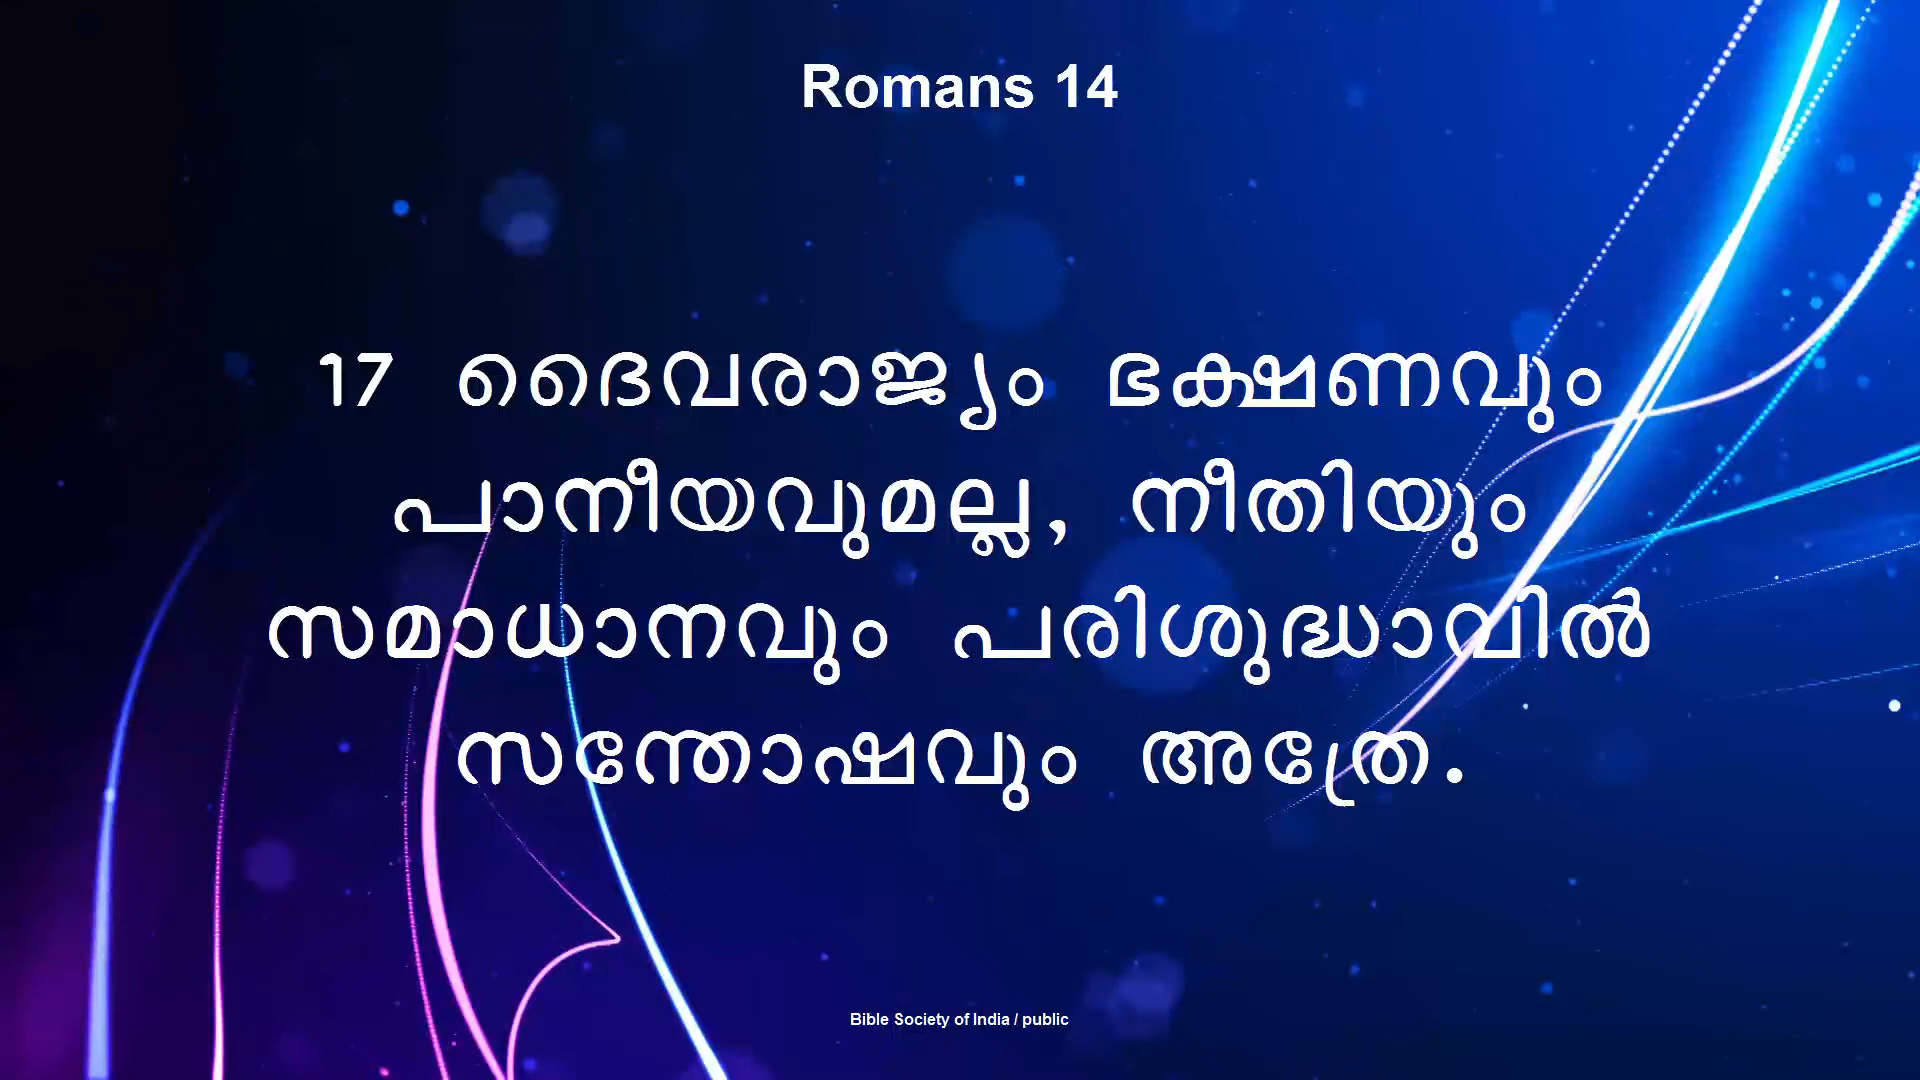 Romans 14
17 ദൈവരാജ്യം ഭക്ഷണവും
പാനീയവുമല്ല, നീതിയും
സമാധാനവും പരിശുദ്ധാവിൽ
സന്തോഷവും അത്രേ.
Bible Society of India / public